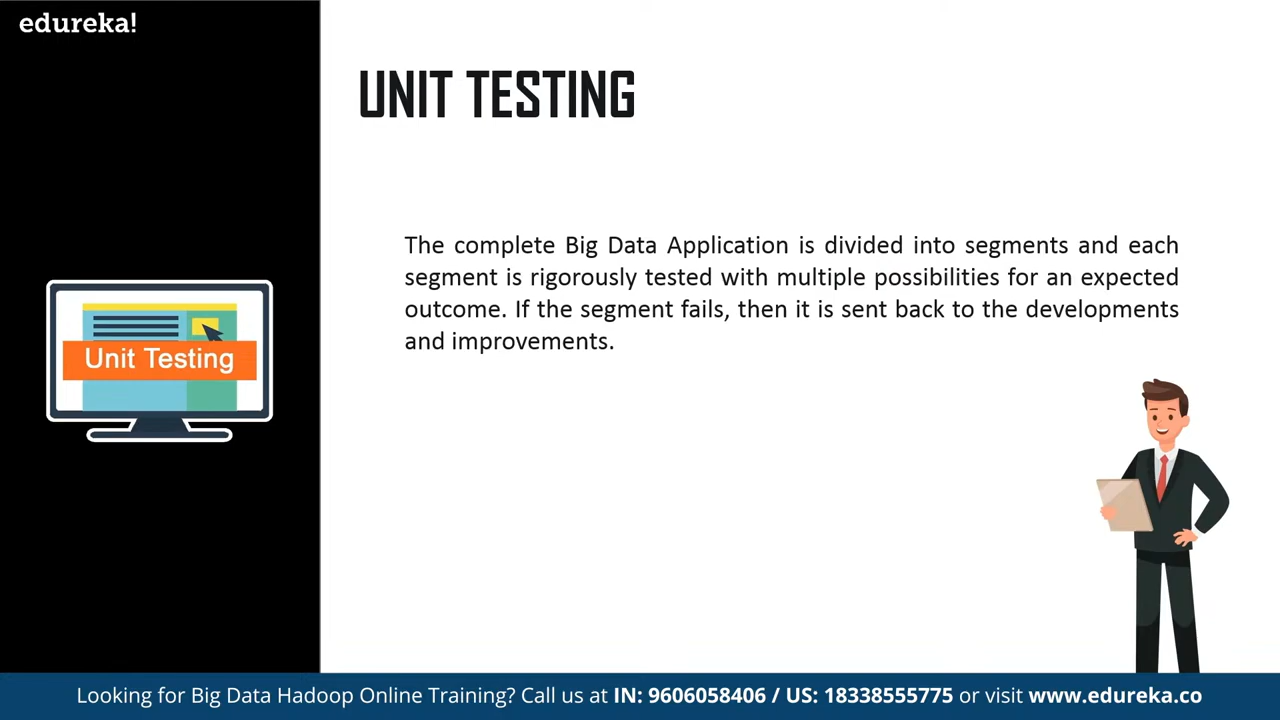 edureka!
UNIT TESTING
The complete Big Data Application is divided into segments and each
segment is rigorously tested with multiple possibilities for an expected
outcome. If the segment fails, then it is sent back to the developments
and improvements.
Unit Testing
Looking for Big Data Hadoop Online Training? Call us at IN: 9606058406 / US: 18338555775 or visit www.edureka.co